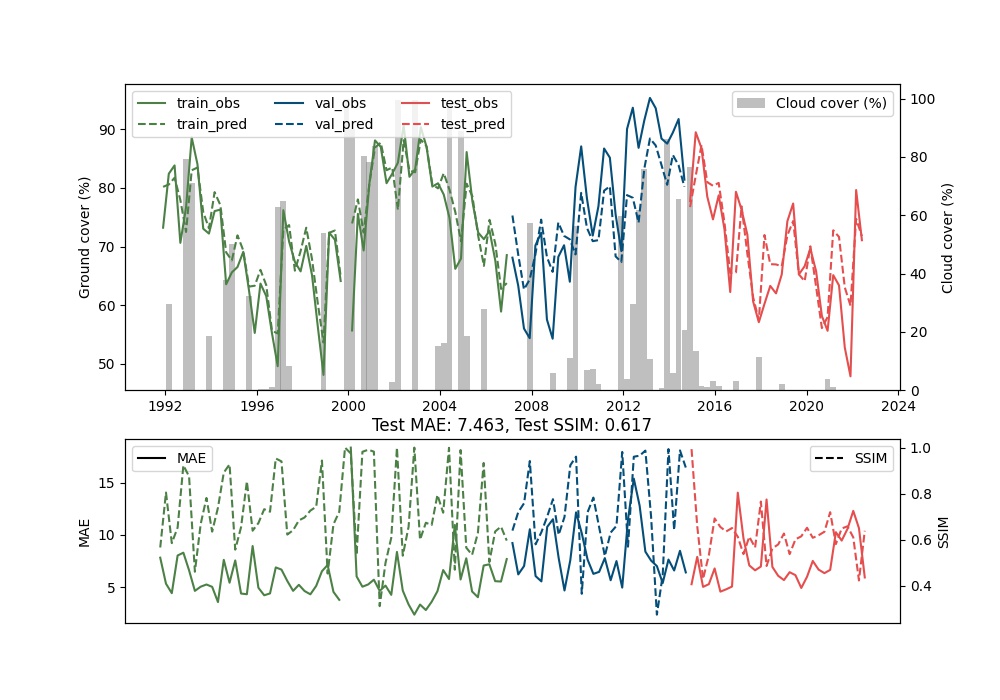 train_obs val_obs test_obs
train_pred val_pred test_pred
Cloud cover (%)
Ground cover (%)
90
80
70
60
50
100
80
60
40
20
0
Cloud cover (%)
1992 1996 2000 2004 2008 2012 2016 2020 2024
Test MAE: 7.463, Test SSIM: 0.617
MAE
SSIM
MAE
15
10
5
1.0
0.8
0.6
0.4
SSIM